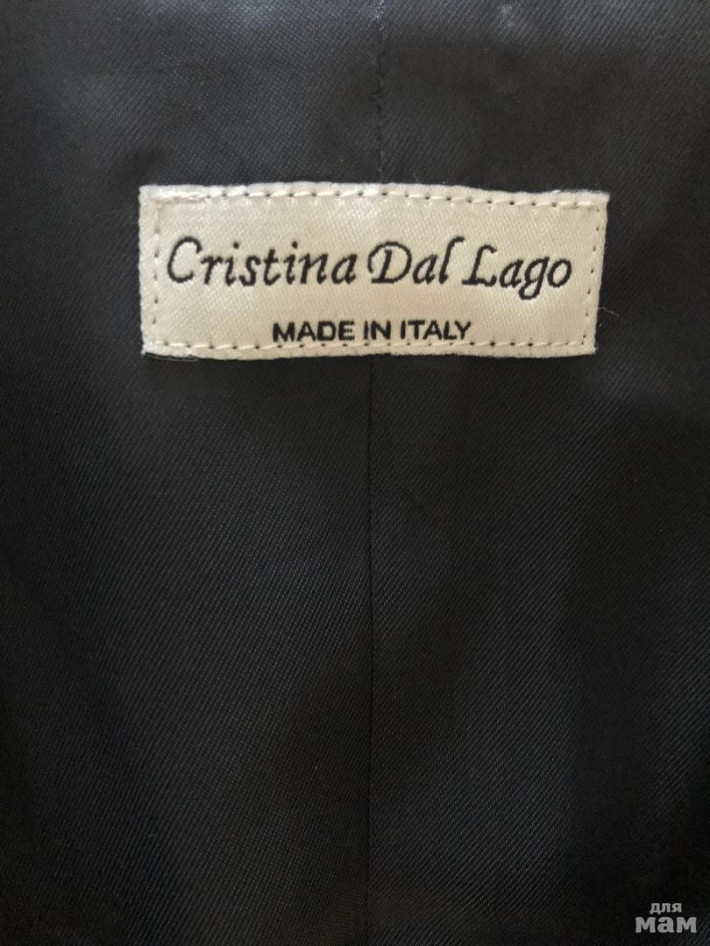 Cristina Dal Lago
MADE IN ITALY
для
мам